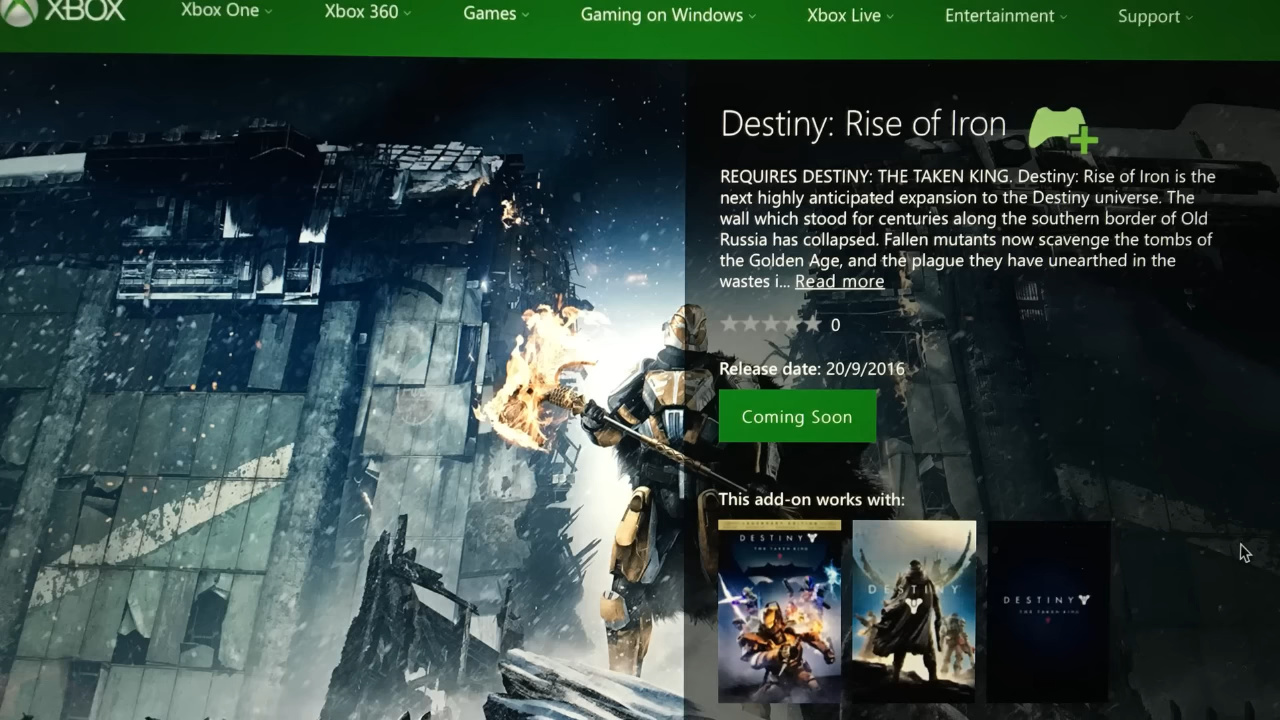 XBOX
Xbox One
Xbox 360
Games
Gaming on Windows
Xbox Live
Entertainment
Support
Destiny: Rise of Iron
REQUIRES DESTINY: THE TAKEN KING. Destiny: Rise of Iron is the
next highly anticipated expansion to the Destiny universe. The
wall which stood for centuries along the southern border of Old
Russia has collapsed. Fallen mutants now scavenge the tombs of
the Golden Age, and the plague they have unearthed in the
wastes i... Read more
0
Release date: 20/9/2016
Coming Soon
This add-on works with:
LEGENDARY EDITION
DESTINY
THE TAKEN KING
DESTINY
DESTINY
THE TAKEN KING